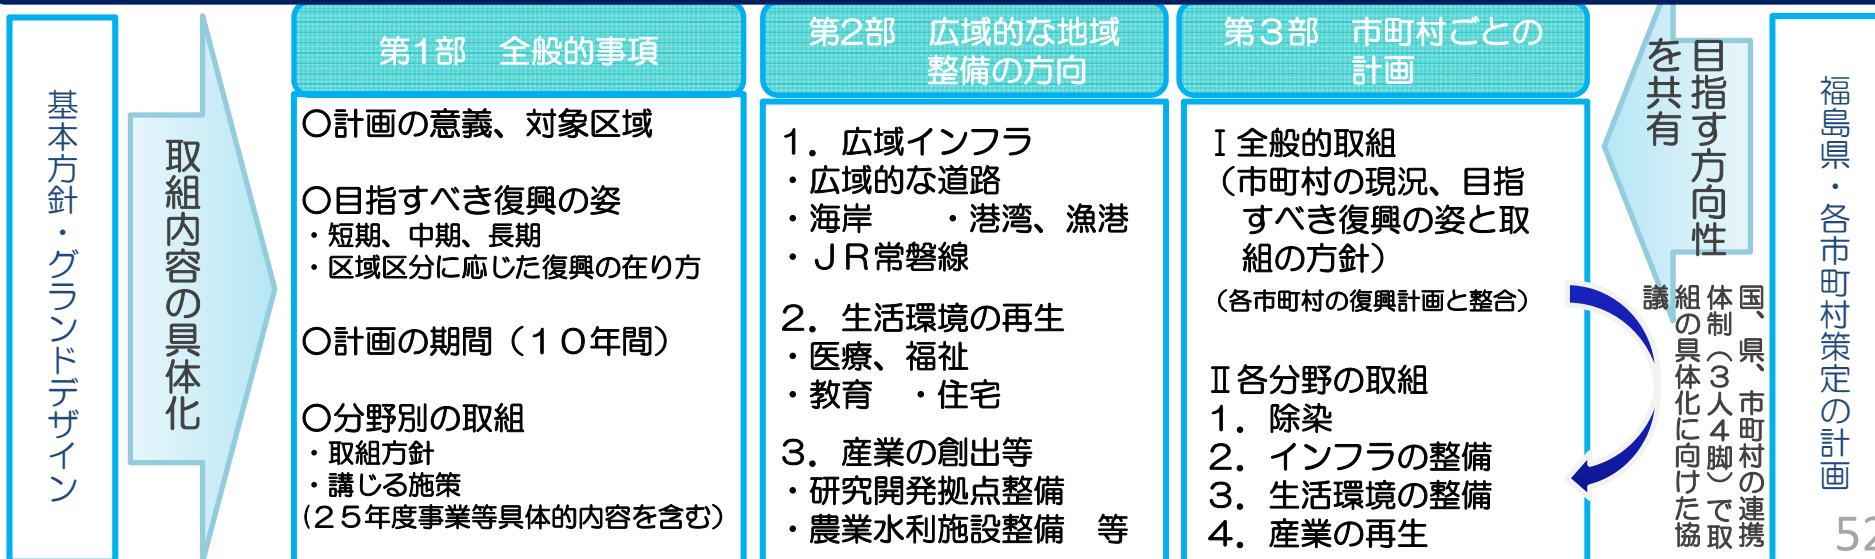 基本方針・グランドデザイン
取組内容の具体化
第1部　全般的事項
〇計画の意義、対象区域
〇目指すべき復興の姿
・短期、中期、長期
・区域区分に応じた復興の在り方
〇計画の期間（１０年間）
〇分野別の取組
・取組方針
・講じる施策
(２５年度事業等具体的内容を含む）
第2部　広域的な地域
整備の方向
１．広域インフラ
・広域的な道路
・海岸　　・港湾、漁港
・ＪＲ常磐線
２．生活環境の再生
・医療、福祉
・教育　・住宅
３．産業の創出等
・研究開発拠点整備
・農業水利施設整備　等
第３部　市町村ごとの
計画
Ⅰ全般的取組
（市町村の現況、目指
すべき復興の姿と取
組の方針）
（各市町村の復興計画と整合）
Ⅱ各分野の取組
１．除染
２．インフラの整備
３．生活環境の整備
４．産業の再生
目指す方向性
を共有
国、県、市町村の連携
体制（３人４脚）で取
組の具体化に向けた協
議
福島県・各市町村策定の計画
52